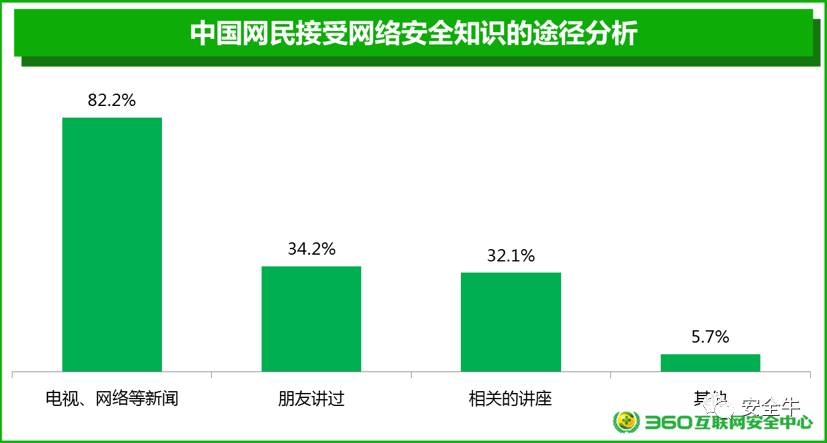 中国网民接受网络安全知识的途径分析
82.2%
34.2%
32.1%
5.7%
电视、网络等新闻
朋友讲过
相关的讲座
其他
安全牛
360互联网安全中心